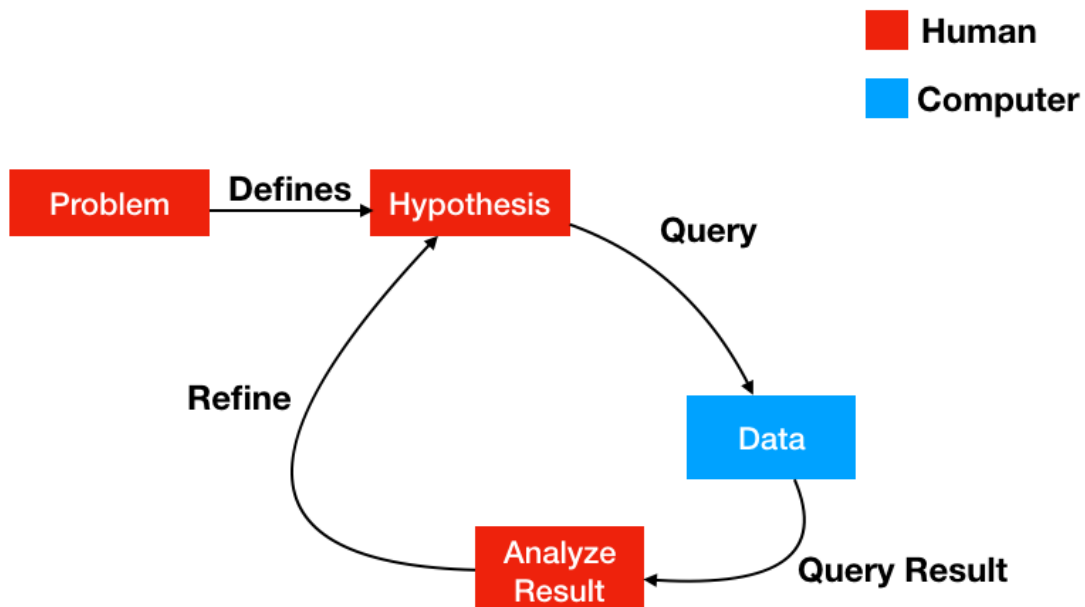 Human
Computer
Problem
Defines
Hypothesis
Query
Refine
Data
Analyze
Result
Query Result